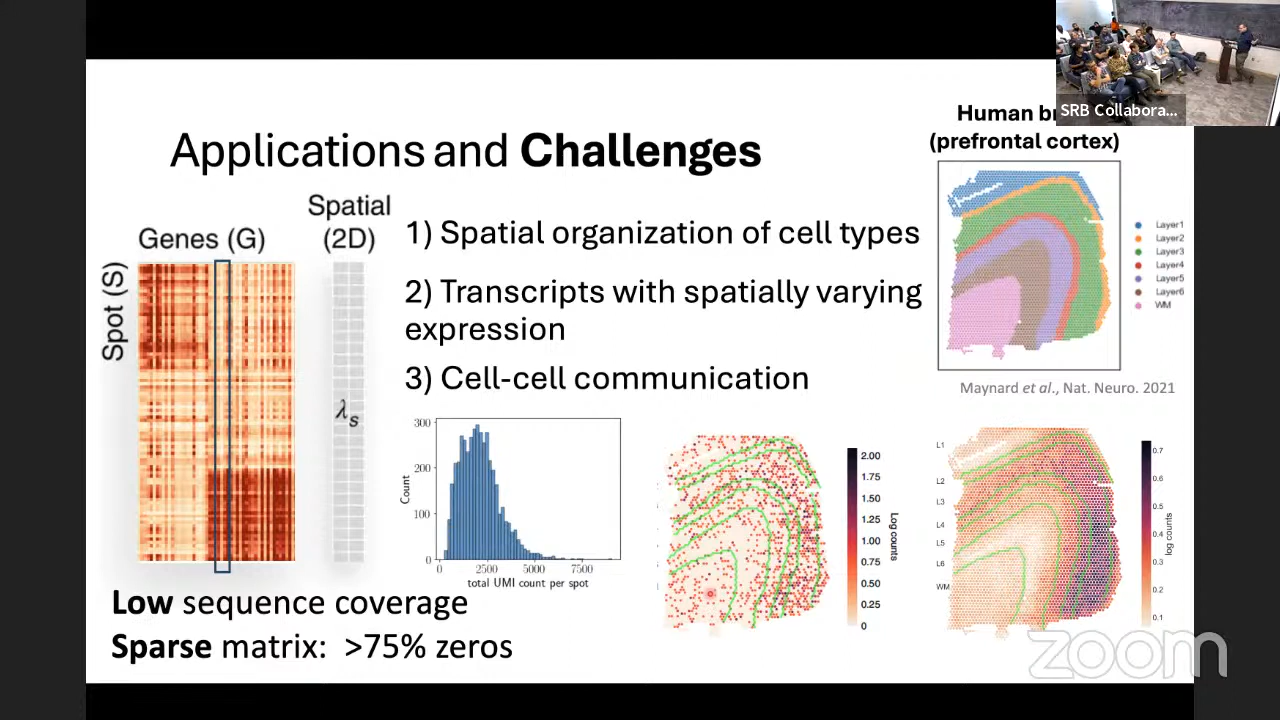 SRB Collabora...
Human b
(prefrontal cortex)
Applications and Challenges
Spatial
(2D)
Genes (G)
Spot (S)
λs
1) Spatial organization of cell types
2) Transcripts with spatially varying
expression
3) Cell-cell communication
Layer1
Layer2
Layer3
Layer4
Layer5
Layer6
WM
Maynard et al., Nat. Neuro. 2021
300
200
100
0
Count
0 2500 5000 7500
total UMI count per spot
2.00
1.75
1.50
1.25
1.00
0.75
0.50
0.25
0
Log counts
L1
L2
L3
L4
L5
L6
WM
0.7
0.6
0.5
0.4
0.3
0.2
0.1
log counts
Low sequence coverage
Sparse matrix: >75% zeros
zoom